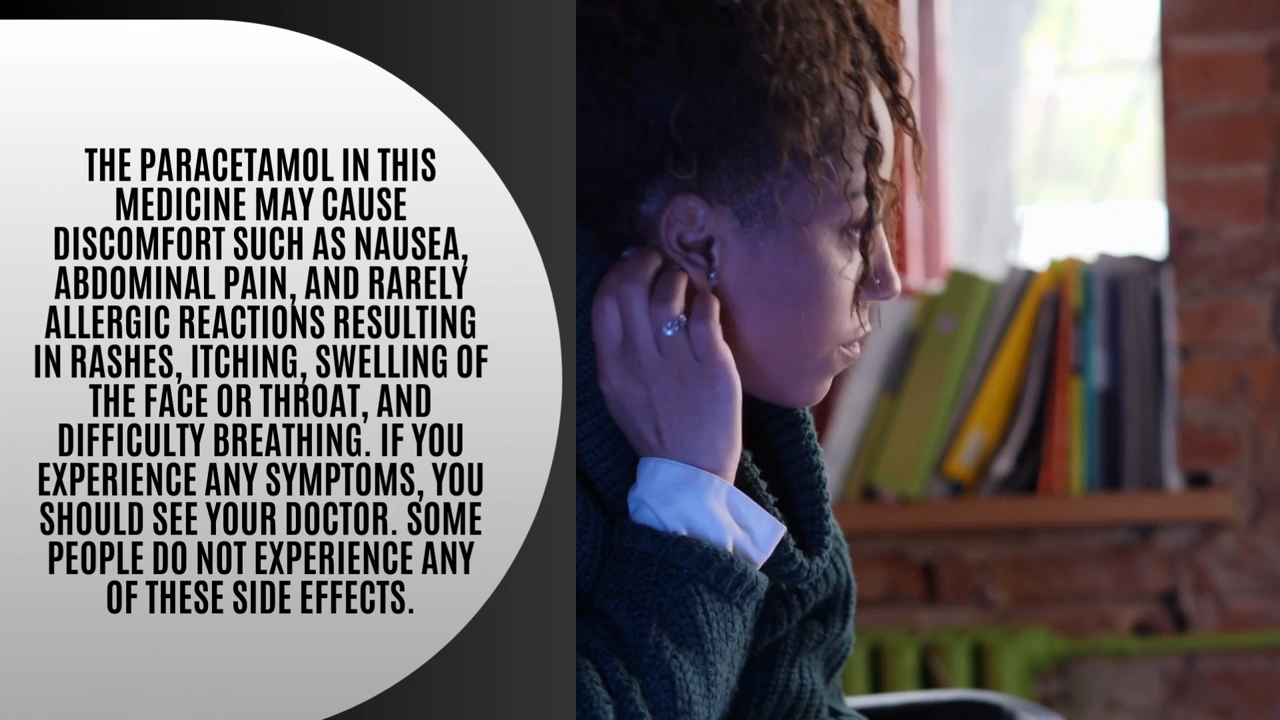 THE PARACETAMOL IN THIS
MEDICINE MAY CAUSE
DISCOMFORT SUCH AS NAUSEA,
ABDOMINAL PAIN, AND RARELY
ALLERGIC REACTIONS RESULTING
IN RASHES, ITCHING, SWELLING OF
THE FACE OR THROAT, AND
DIFFICULTY BREATHING. IF YOU
EXPERIENCE ANY SYMPTOMS, YOU
SHOULD SEE YOUR DOCTOR. SOME
PEOPLE DO NOT EXPERIENCE ANY
OF THESE SIDE EFFECTS.